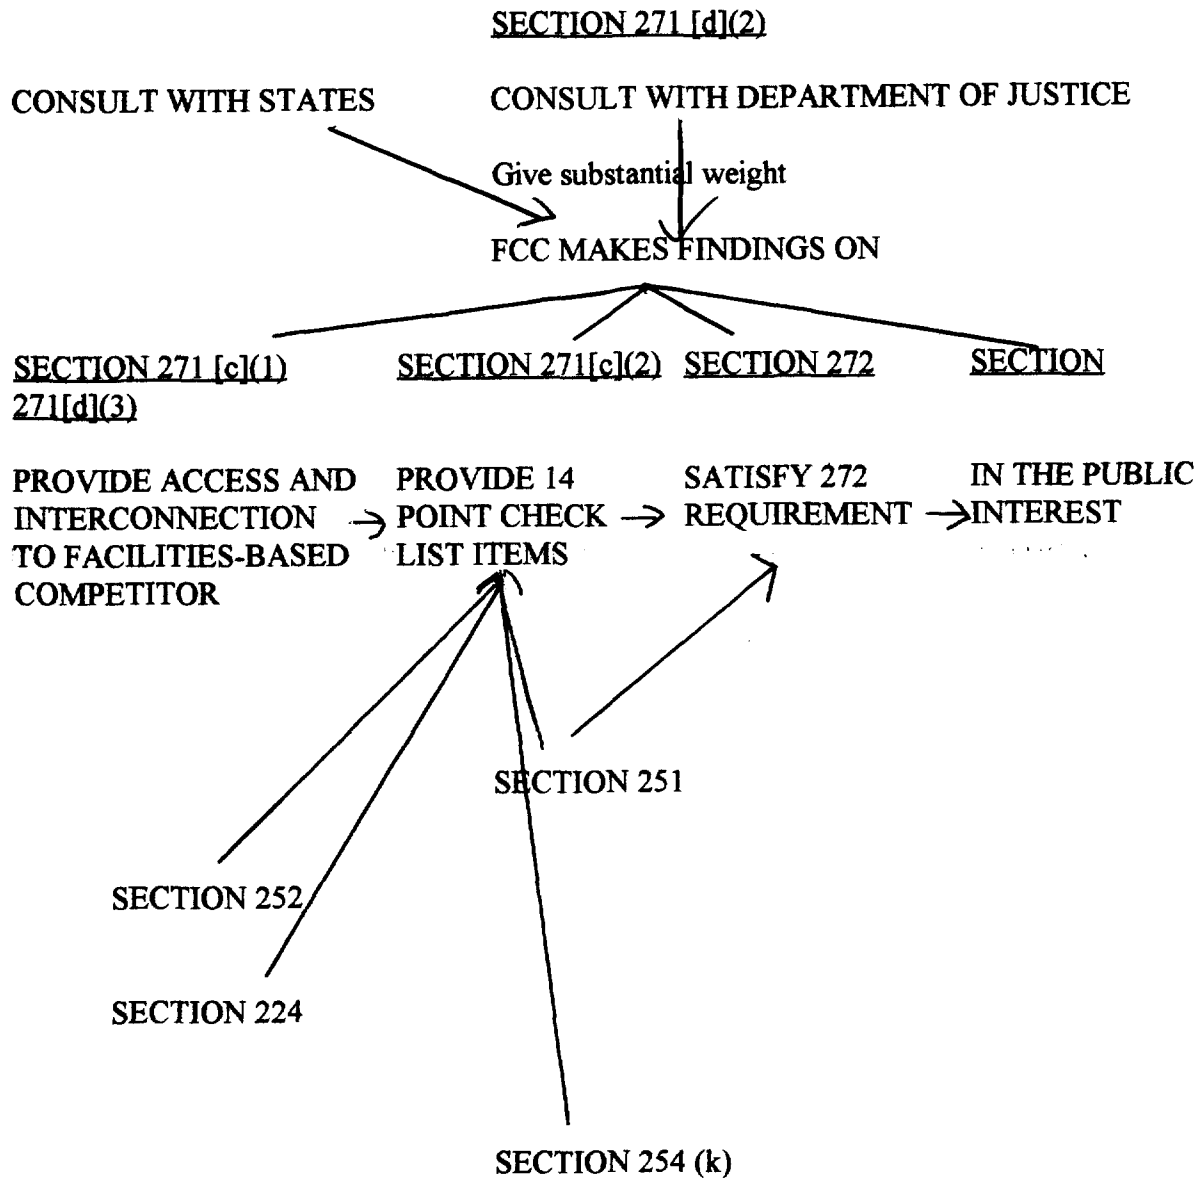 SECTION 271 [d](2)
CONSULT WITH STATES CONSULT WITH DEPARTMENT OF JUSTICE
Give substantial weight
FCC MAKES FINDINGS ON
SECTION 271 [c](1) SECTION 271[c](2) SECTION 272 SECTION
271[d](3)
PROVIDE ACCESS AND PROVIDE 14 SATISFY 272 IN THE PUBLIC
INTERCONNECTION POINT CHECK REQUIREMENT INTEREST
TO FACILITIES-BASED LIST ITEMS
COMPETITOR
SECTION 251
SECTION 252
SECTION 224
SECTION 254 (k)